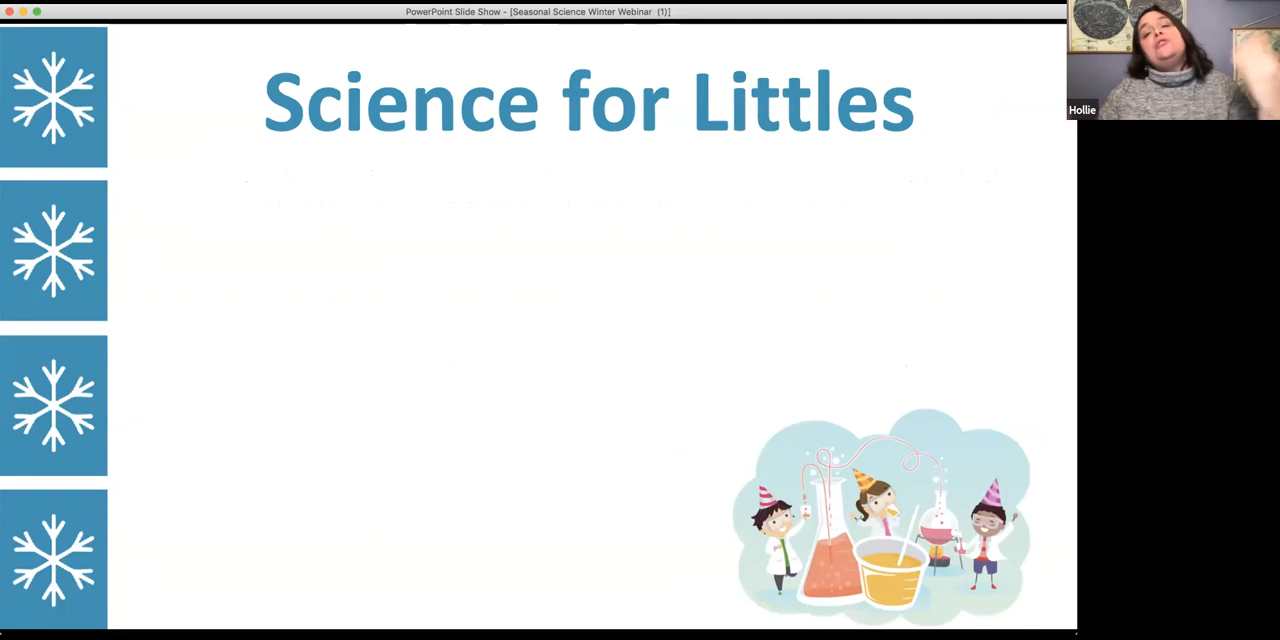 PowerPoint Slide Show - [Seasonal Science Winter Webinar (1)]
Science for Littles
Hollie